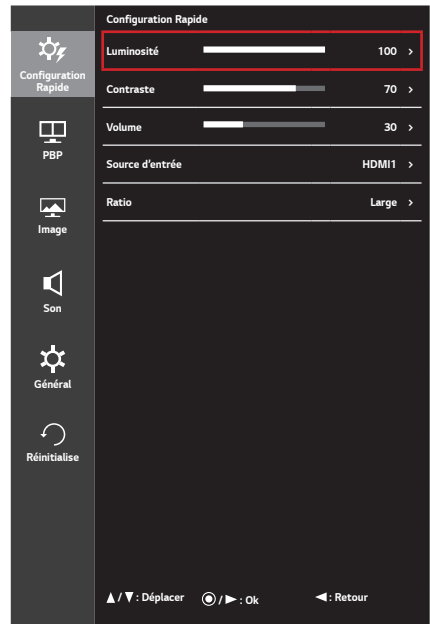 Configuration Rapide
Configuration
Rapide
PBP
Image
Son
Général
Réinitialise
Luminosité 100 >
Contraste 70 >
Volume 30 >
Source d'entrée HDMI1 >
Ratio Large >
▲ / ▼ : Déplacer ◉ / ► : Ok ◄ : Retour